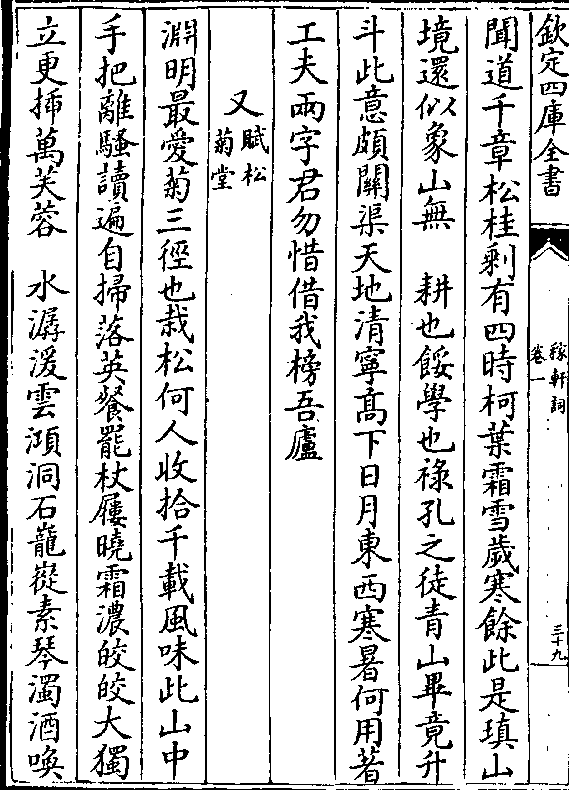 欽定四庫全書
稼軒詞
卷一
三十九
聞道千章松桂剩有四時柯葉霜雪歲寒餘此是瑱山
境還似象山無　耕也餒學也祿孔之徒青山畢竟升
斗此意頗關渠天地清寧髙下日月東西寒暑何用著
工夫兩字君勿惜借我榜吾廬
又賦松菊堂
淵明最愛菊三徑也栽松何人收拾千載風味此山中
手把離騷讀遍自掃落英餐罷杖屨曉霜濃皎皎大獨
立更揷萬芙蓉　水潺湲雲澒洞石巃嵸素琴濁酒喚